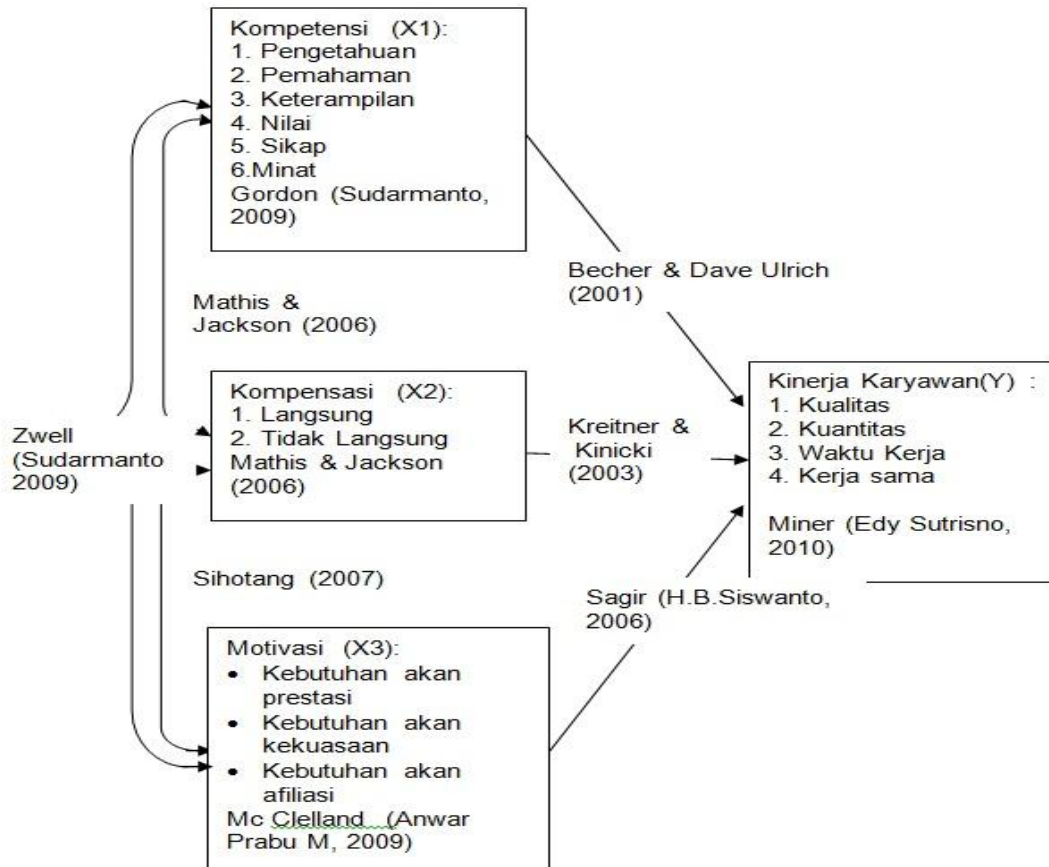 Kompetensi (X1):
1. Pengetahuan
2. Pemahaman
3. Keterampilan
4. Nilai
5. Sikap
6.Minat
Gordon (Sudarmanto,
2009)
Becher & Dave Ulrich
(2001)
Mathis &
Jackson (2006)
Kompensasi (X2):
1. Langsung
2. Tidak Langsung
Mathis & Jackson
(2006)
Zwell
(Sudarmanto
2009)
Kreitner &
Kinicki
(2003)
Kinerja Karyawan(Y) :
1. Kualitas
2. Kuantitas
3. Waktu Kerja
4. Kerja sama
Miner (Edy Sutrisno,
2010)
Sihotang (2007)
Sagir (H.B.Siswanto,
2006)
Motivasi (X3):
• Kebutuhan akan
prestasi
• Kebutuhan akan
kekuasaan
• Kebutuhan akan
afiliasi
Mc Clelland (Anwar
Prabu M, 2009)